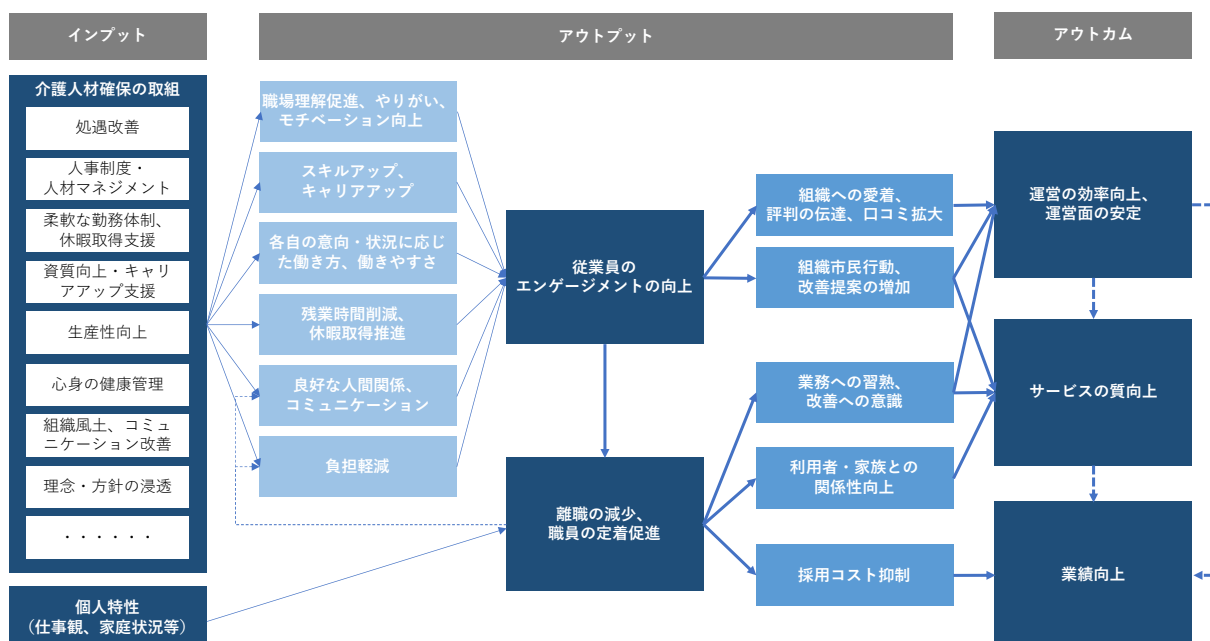 インプット
アウトプット
アウトカム
介護人材確保の取組
処遇改善
人事制度・
人材マネジメント
柔軟な勤務体制、
休暇取得支援
資質向上・キャリ
アアップ支援
生産性向上
心身の健康管理
組織風土、コミュ
ニケーション改善
理念・方針の浸透
・・・・・・
個人特性
（仕事観、家庭状況等）
職場理解促進、やりがい、
モチベーション向上
スキルアップ、
キャリアアップ
各自の意向・状況に応じ
た働き方、働きやすさ
残業時間削減、
休暇取得推進
良好な人間関係、
コミュニケーション
負担軽減
従業員の
エンゲージメントの向上
離職の減少、
職員の定着促進
組織への愛着、
評判の伝達、口コミ拡大
組織市民行動、
改善提案の増加
業務への習熟、
改善への意識
利用者・家族との
関係性向上
採用コスト抑制
運営の効率向上、
運営面の安定
サービスの質向上
業績向上